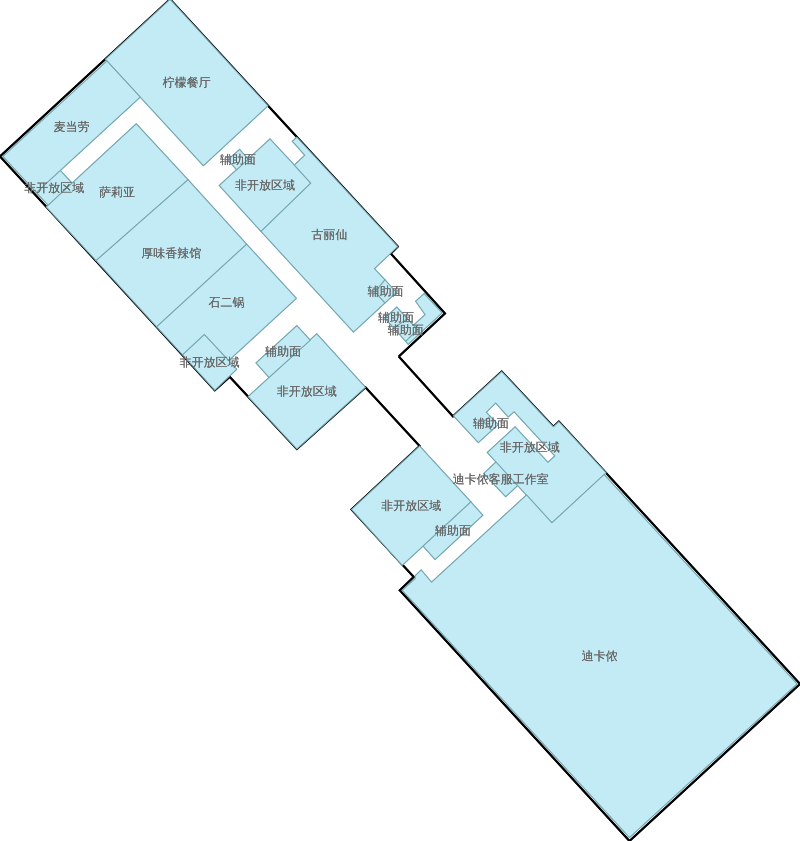 柠檬餐厅
麦当劳
辅助面
非开放区域
非开放区域
萨莉亚
古丽仙
厚味香辣馆
辅助面
石二锅
辅助面
辅助面
辅助面
非开放区域
非开放区域
辅助面
非开放区域
迪卡侬客服工作室
非开放区域
辅助面
迪卡侬